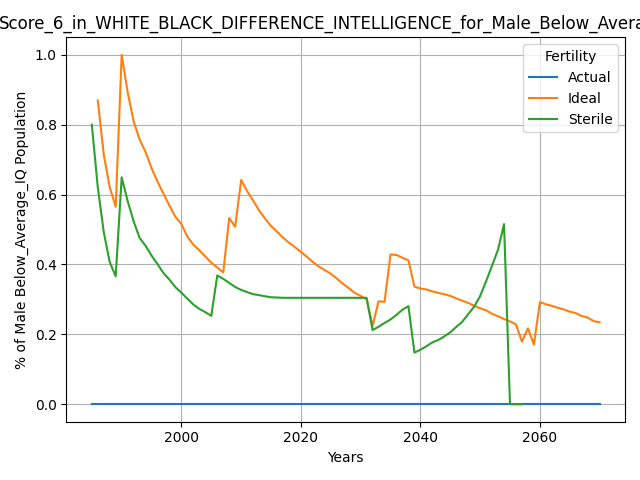 Score_6_in_WHITE_BLACK_DIFFERENCE_INTELLIGENCE_for_Male_Below_Avera
% of Male Below_Average_IQ Population
1.0
0.8
0.6
0.4
0.2
0.0
Fertility
Actual
Ideal
Sterile
2000
2020
2040
2060
Years